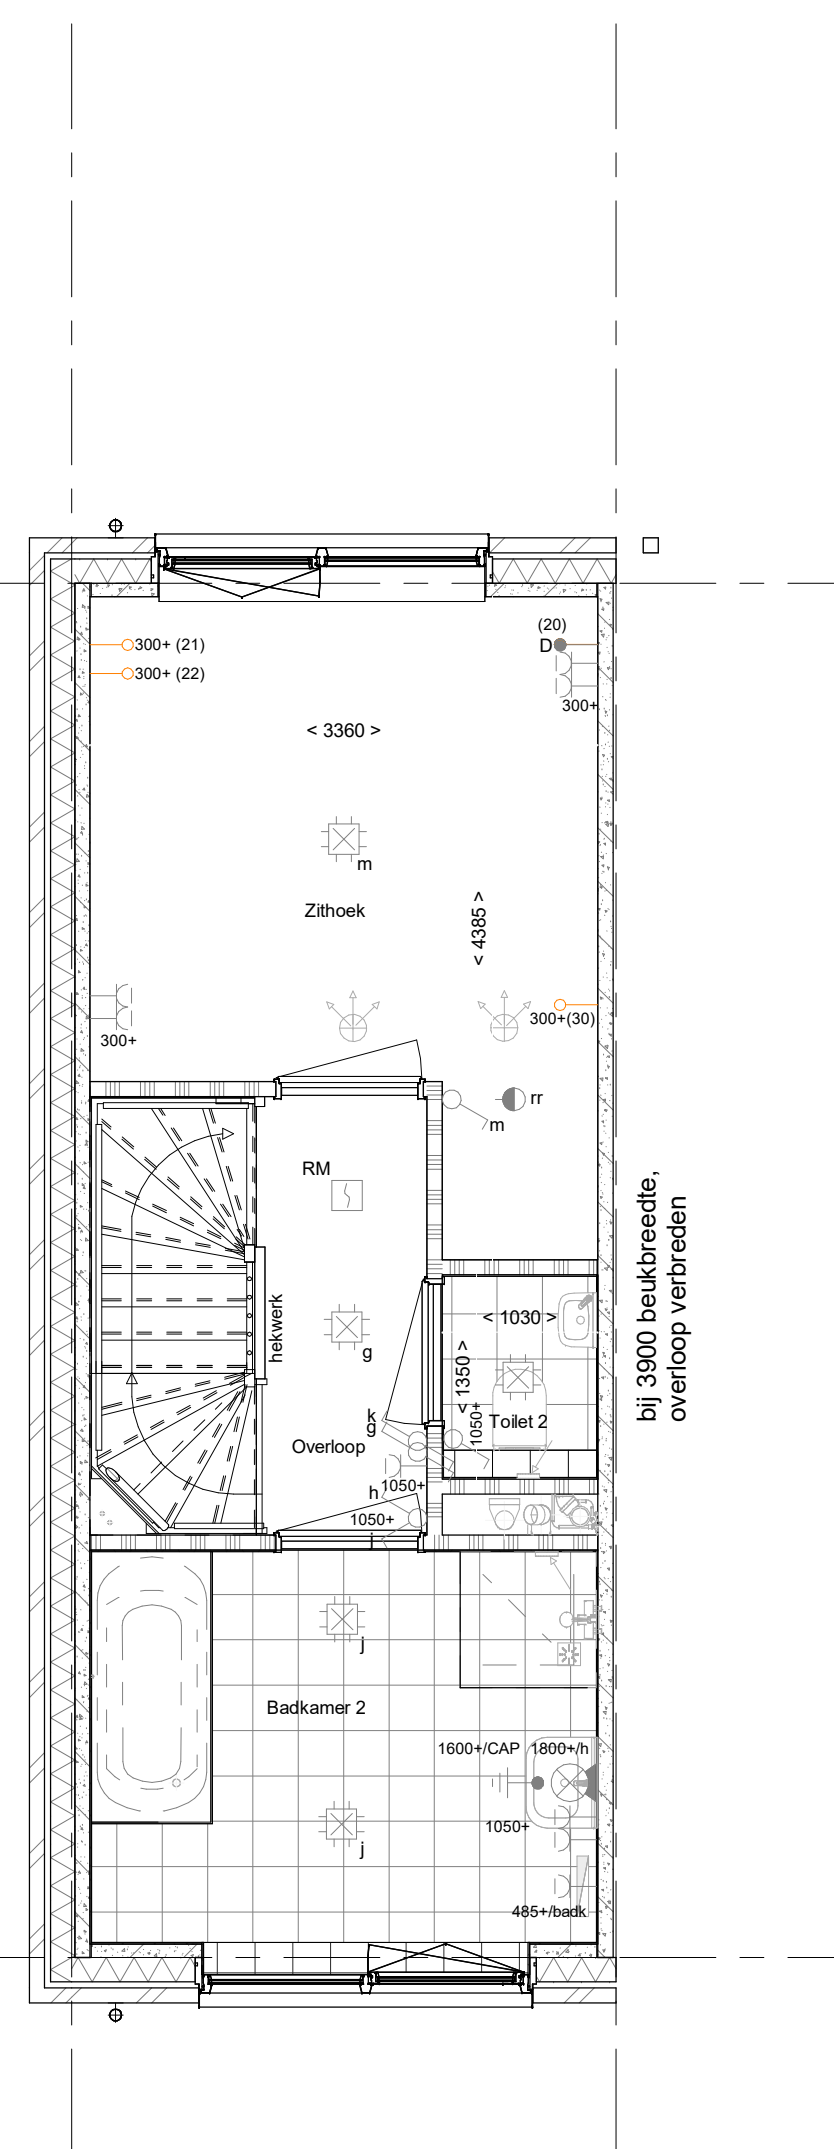 300+ (21)
300+ (22)
(20)
D
300+
< 3360 >
m
Zithoek
< 4385 >
300+
300+(30)
rr
m
RM
hekwerk
g
< 1030 >
< 1350 >
1050+
Toilet 2
k
g
Overloop
h
1050+
1050+
i
bij 3900 beukbreedte,
overloop verbreden
j
Badkamer 2
1600+/CAP
1800+/h
1050+
j
485+/badk